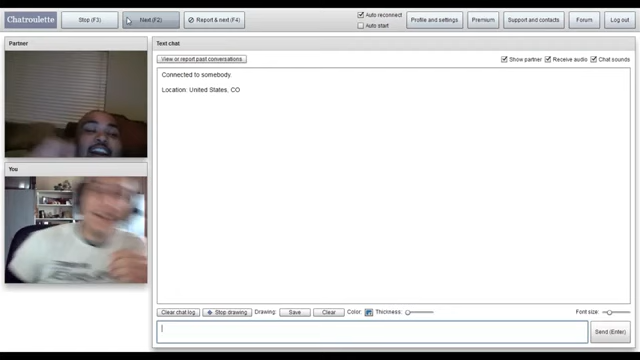 Chatroulette
Stop (F3)
Next (F2)
Report & next (F4)
Auto reconnect
Auto start
Profile and settings
Premium
Support and contacts
Forum
Log out
Partner
Text chat
View or report past conversations
Show partner
Receive audio
Chat sounds
Connected to somebody.
Location: United States, CO
You
Clear chat log
Stop drawing
Drawing:
Save
Clear
Color:
Thickness:
Font size:
Send (Enter)